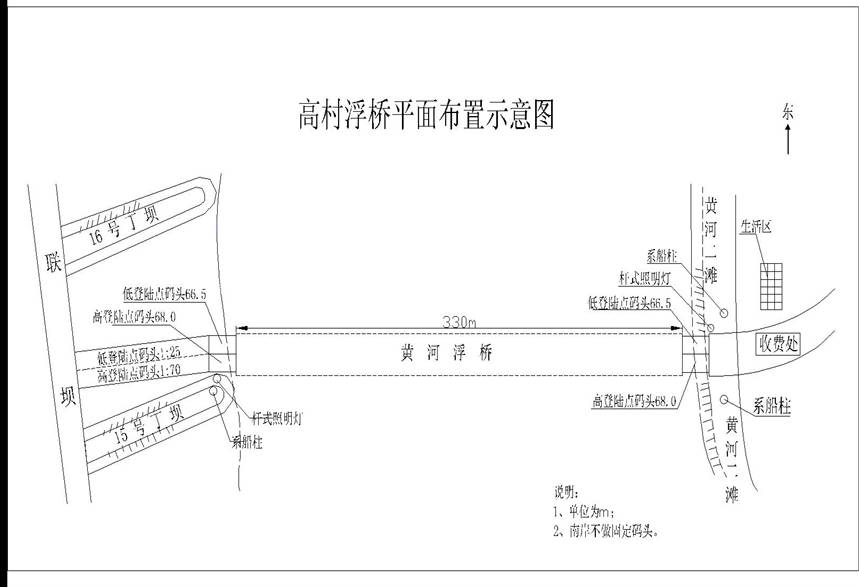 高村浮桥平面布置示意图
东
16号丁坝
联坝
黄河二滩
生活区
系船柱
杆式照明灯
低登陆点码头66.5
低登陆点码头66.5
高登陆点码头68.0
330m
黄河浮桥
收费处
低登陆点码头1:25
高登陆点码头1:70
高登陆点码头68.0
系船柱
15号丁坝
杆式照明灯
系船柱
黄河二滩
说明:
1、单位为m;
2、南岸不做固定码头。